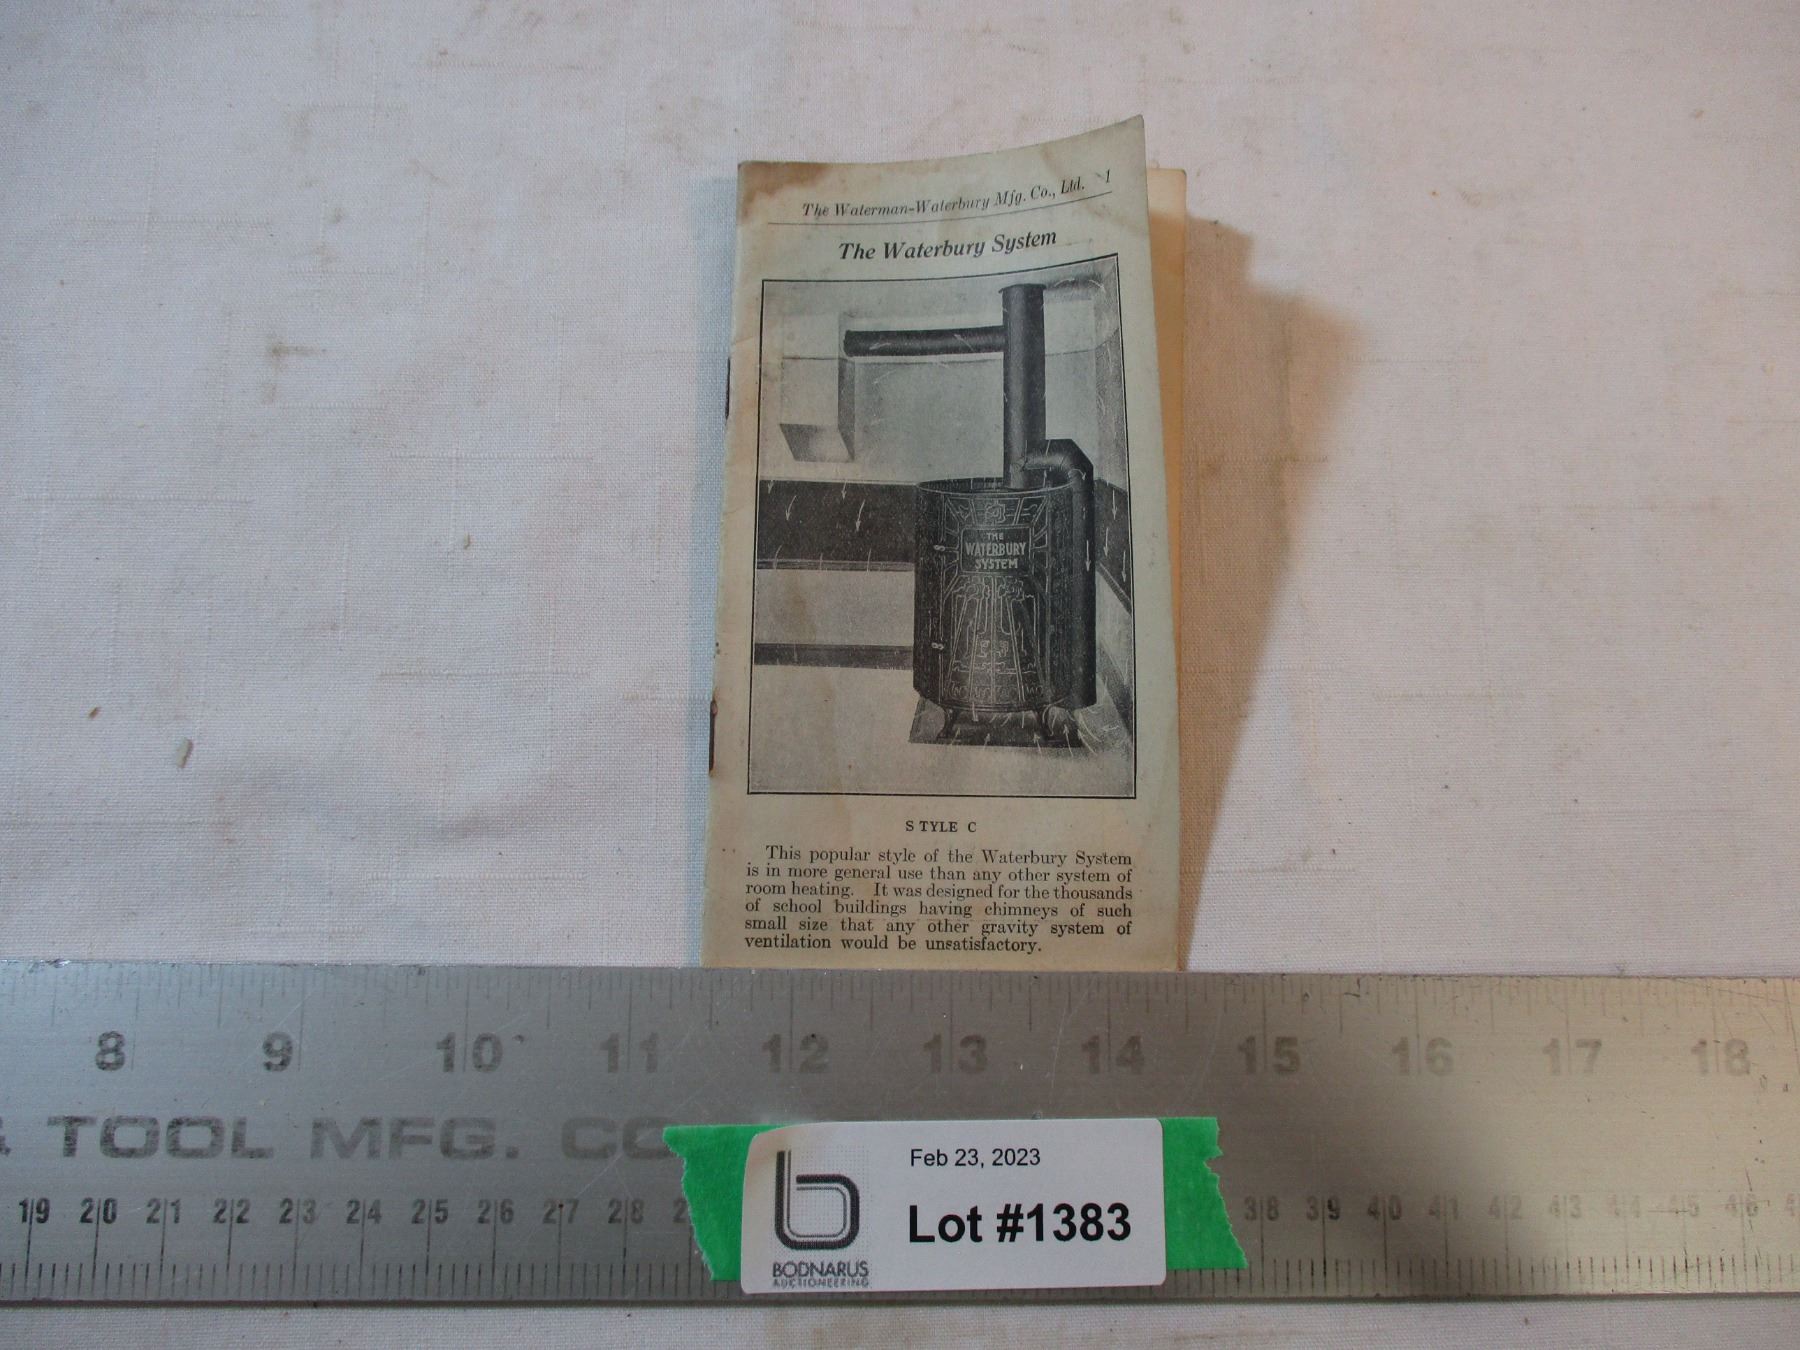 The Waterman-Waterbury Mfg. Co., Ltd. 1
The Waterbury System
THE
WATERBURY
SYSTEM
STYLE C
This popular style of the Waterbury System
is in more general use than any other system of
room heating. It was designed for the thousands
of school buildings having chimneys of such
small size that any other gravity system of
ventilation would be unsatisfactory.
8 9 10 11 12 13 14 15 16 17 18
TOOL MFG. CO
19 20 21 22 23 24 25 26 27 28 2 38 39 40 41 42 43 44 45 46 4
Feb 23, 2023
Lot #1383
b
BODNARUS
AUCTIONEERING